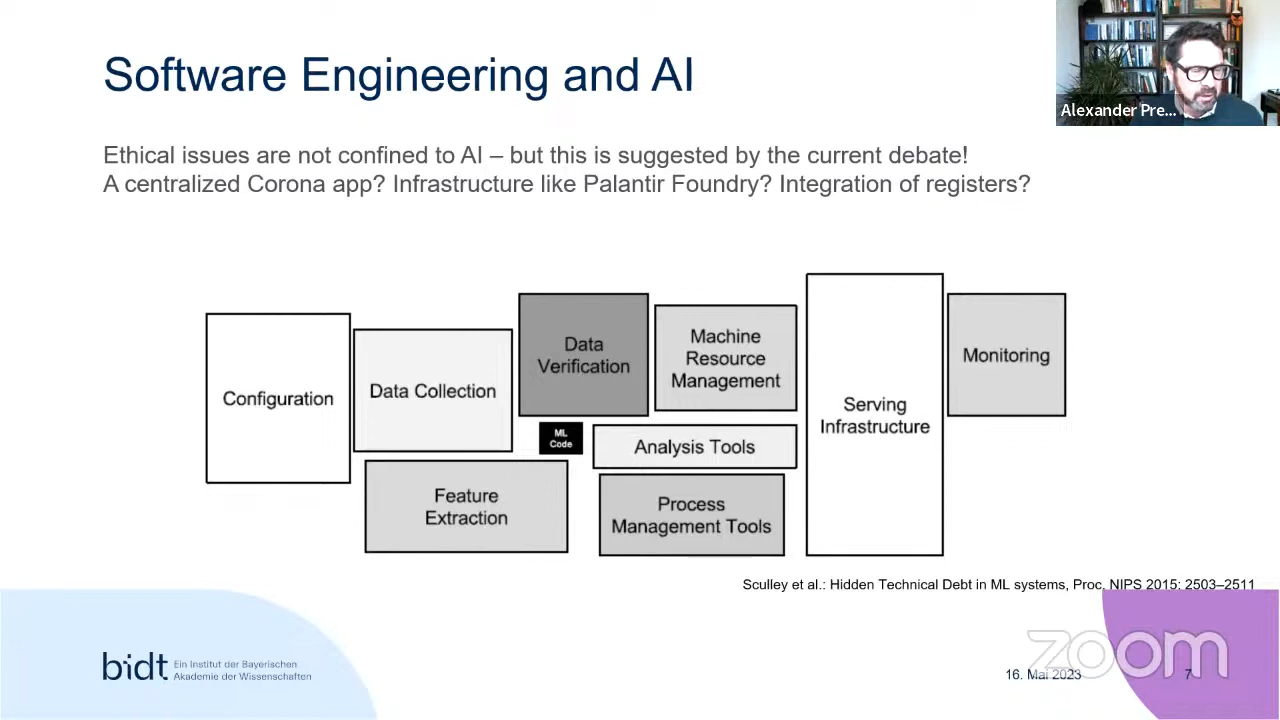 Software Engineering and AI
Alexander Pre...
Ethical issues are not confined to AI – but this is suggested by the current debate!
A centralized Corona app? Infrastructure like Palantir Foundry? Integration of registers?
Configuration
Data Collection
Data
Verification
Machine
Resource
Management
Serving
Infrastructure
Monitoring
ML
Code
Analysis Tools
Feature
Extraction
Process
Management Tools
Sculley et al.: Hidden Technical Debt in ML systems, Proc. NIPS 2015: 2503–2511
bidt
Ein Institut der Bayerischen
Akademie der Wissenschaften
16. Mai 2023
7
zoom